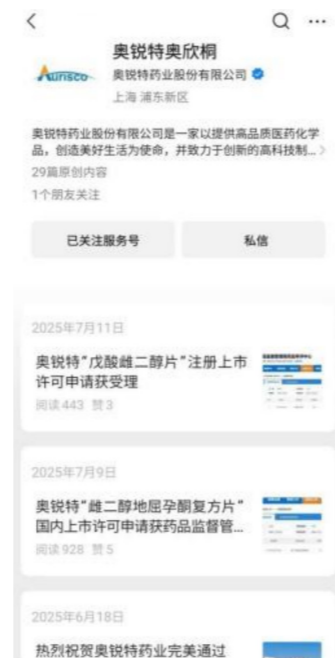 奥锐特奥欣桐
Aurisco
奥锐特药业股份有限公司
上海 浦东新区
奥锐特药业股份有限公司是一家以提供高品质医药化学
品，创造美好生活为使命，并致力于创新的高科技制...
29篇原创内容
1个朋友关注
已关注服务号
私信
2025年7月11日
奥锐特“戊酸雌二醇片”注册上市
许可申请获受理
阅读 443 赞 3
2025年7月9日
奥锐特“雌二醇地屈孕酮复方片”
国内上市许可申请获药品监督管...
阅读 928 赞 5
2025年6月18日
热烈祝贺奥锐特药业完美通过